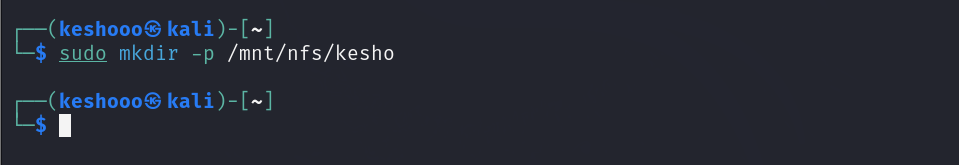 ┌──(keshooo㉿kali)-[~]
└─$ sudo mkdir -p /mnt/nfs/kesho
┌──(keshooo㉿kali)-[~]
└─$